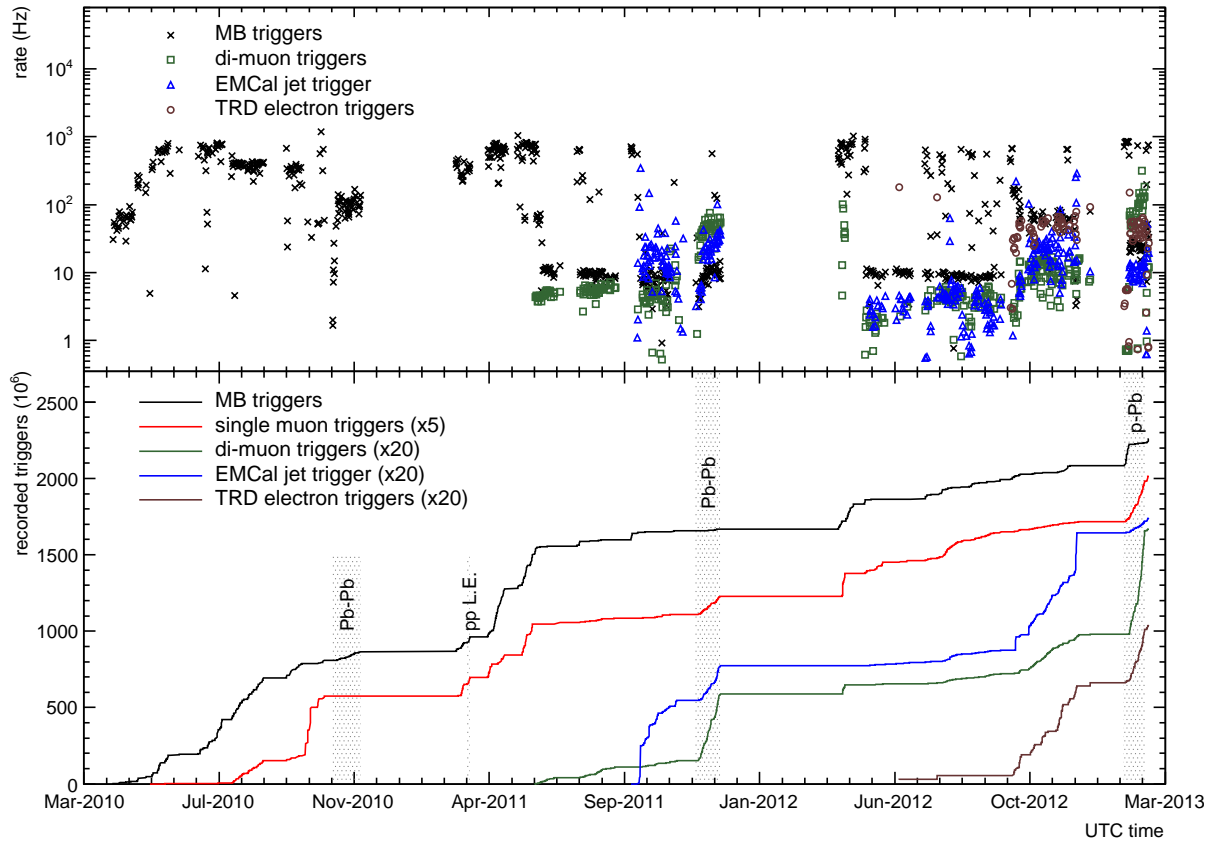 rate (Hz)
MB triggers
di-muon triggers
EMCal jet trigger
TRD electron triggers
10^4
10^3
10^2
10
1
recorded triggers (10^6)
MB triggers
single muon triggers (x5)
di-muon triggers (x20)
EMCal jet trigger (x20)
TRD electron triggers (x20)
Pb-Pb
pp L.E.
Pb-Pb
p-Pb
2500
2000
1500
1000
500
0
Mar-2010 Jul-2010 Nov-2010 Apr-2011 Sep-2011 Jan-2012 Jun-2012 Oct-2012 Mar-2013
UTC time